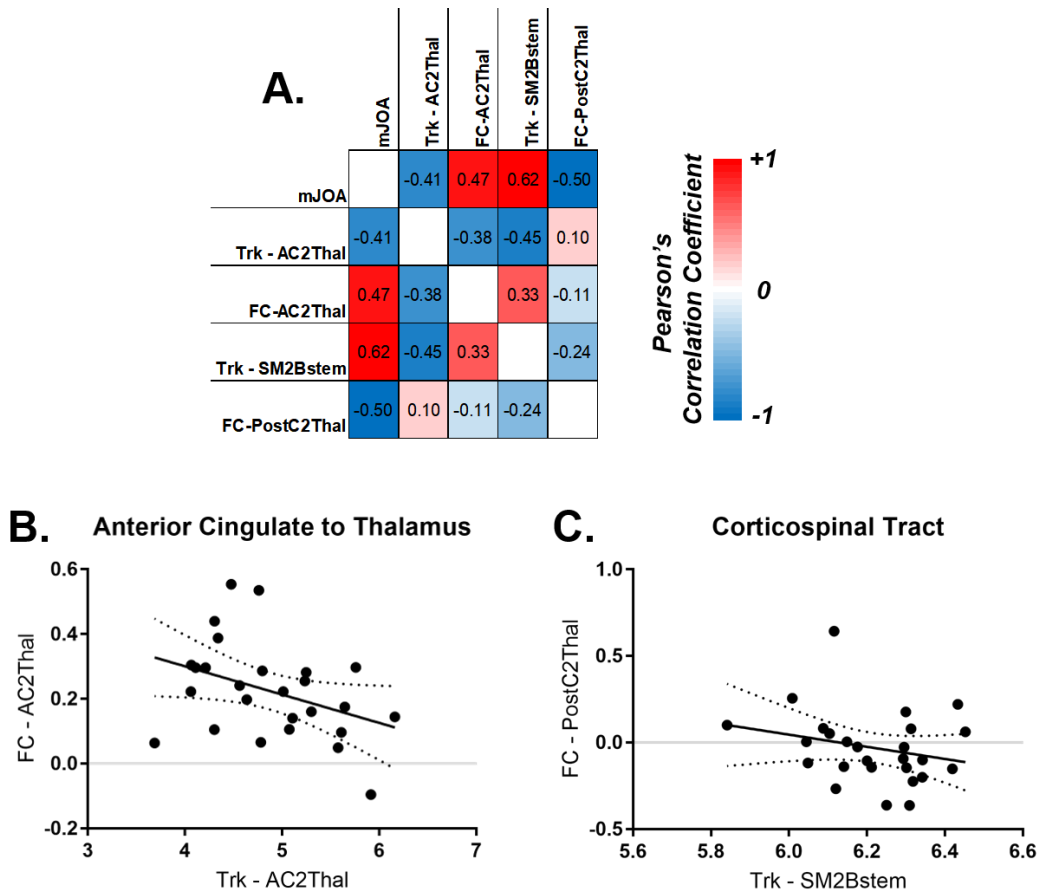 A.
mJOA
Trk - AC2Thal
FC-AC2Thal
Trk - SM2Bstem
FC-PostC2Thal
mJOA -0.41 0.47 0.62 -0.50
Trk - AC2Thal -0.41 -0.38 -0.45 0.10
FC-AC2Thal 0.47 -0.38 0.33 -0.11
Trk - SM2Bstem 0.62 -0.45 0.33 -0.24
FC-PostC2Thal -0.50 0.10 -0.11 -0.24
Pearson's
Correlation Coefficient
+1
0
-1
B. Anterior Cingulate to Thalamus
FC - AC2Thal
0.6
0.4
0.2
0.0
-0.2
3 4 5 6 7
Trk - AC2Thal
C. Corticospinal Tract
FC - PostC2Thal
1.0
0.5
0.0
-0.5
5.6 5.8 6.0 6.2 6.4 6.6
Trk - SM2Bstem